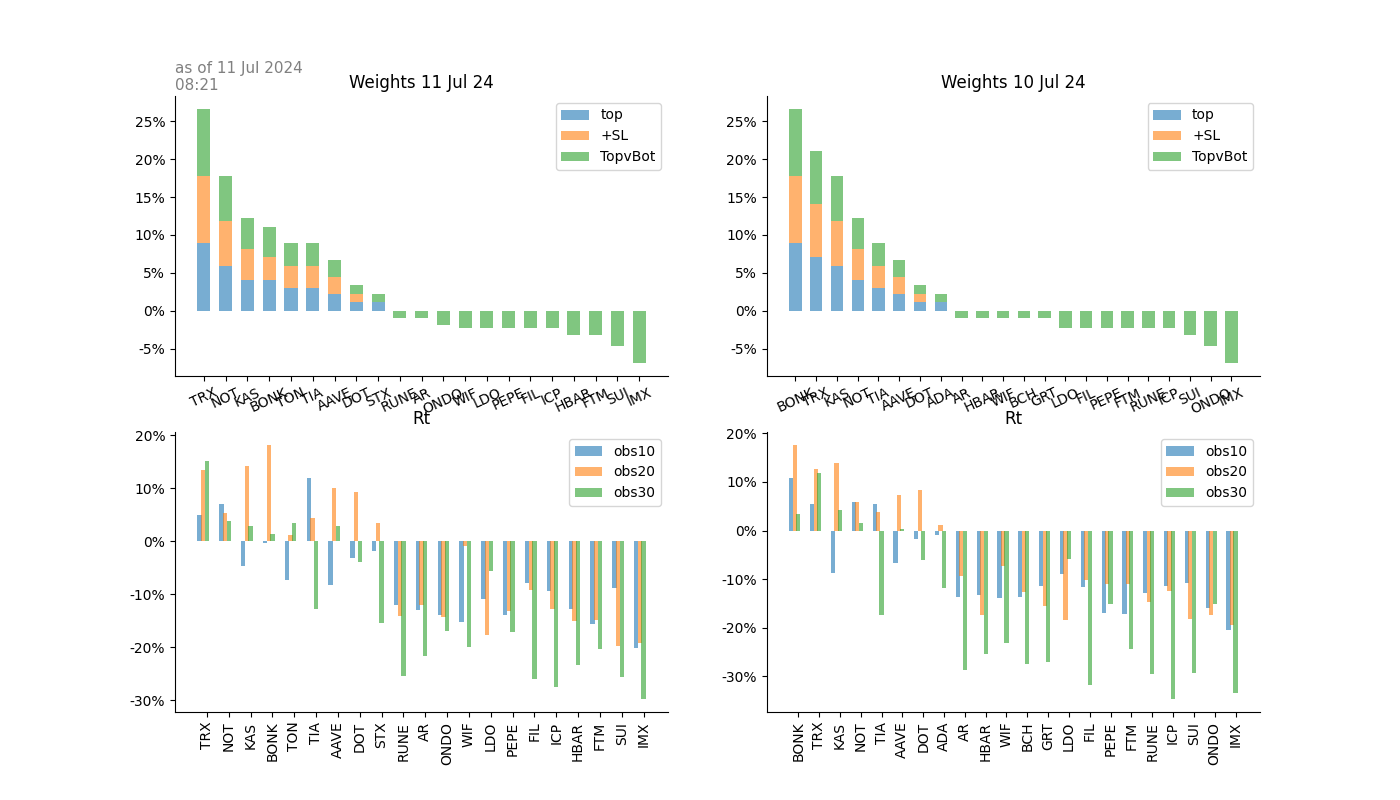 as of 11 Jul 2024
08:21
Weights 11 Jul 24
top
+SL
TopvBot
25%
20%
15%
10%
5%
0%
-5%
TRX NOT KAS BONK TON TIA AAVE DOT STX RUNE AR ONDO WIF LDO PEPE FIL ICP HBAR FTM SUI IMX
Weights 10 Jul 24
top
+SL
TopvBot
25%
20%
15%
10%
5%
0%
-5%
BONK TRX KAS NOT TIA AAVE DOT ADA AR HBAR WIF BCH GRT LDO FIL PEPE FTM RUNE ICP SUI ONDO IMX
Rt
obs10
obs20
obs30
20%
10%
0%
-10%
-20%
-30%
TRX NOT KAS BONK TON TIA AAVE DOT STX RUNE AR ONDO WIF LDO PEPE FIL ICP HBAR FTM SUI IMX
Rt
obs10
obs20
obs30
20%
10%
0%
-10%
-20%
-30%
BONK TRX KAS NOT TIA AAVE DOT ADA AR HBAR WIF BCH GRT LDO FIL PEPE FTM RUNE ICP SUI ONDO IMX